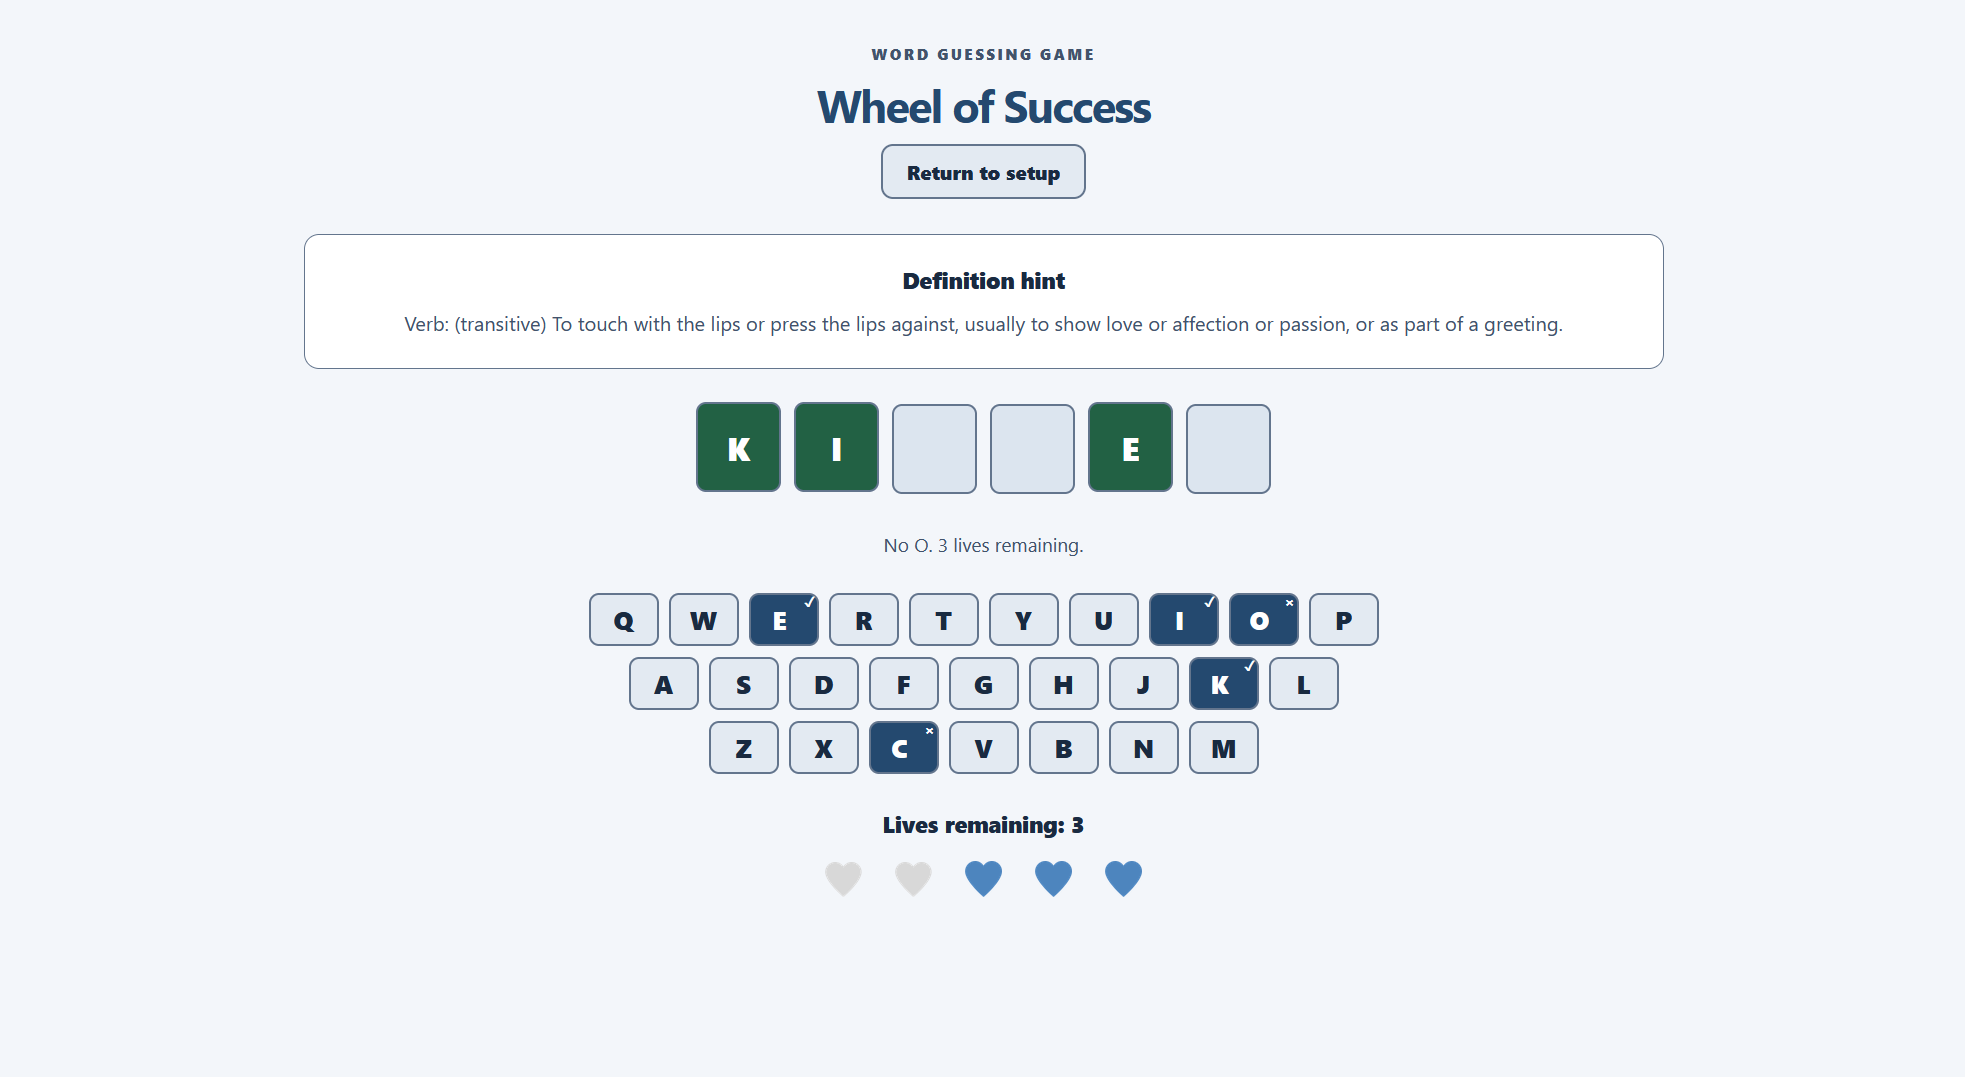 WORD GUESSING GAME
Wheel of Success
Return to setup
Definition hint
Verb: (transitive) To touch with the lips or press the lips against, usually to show love or affection or passion, or as part of a greeting.
K I E
No O. 3 lives remaining.
Q W E ✓ R T Y U I ✓ O × P
A S D F G H J K ✓ L
Z X C × V B N M
Lives remaining: 3